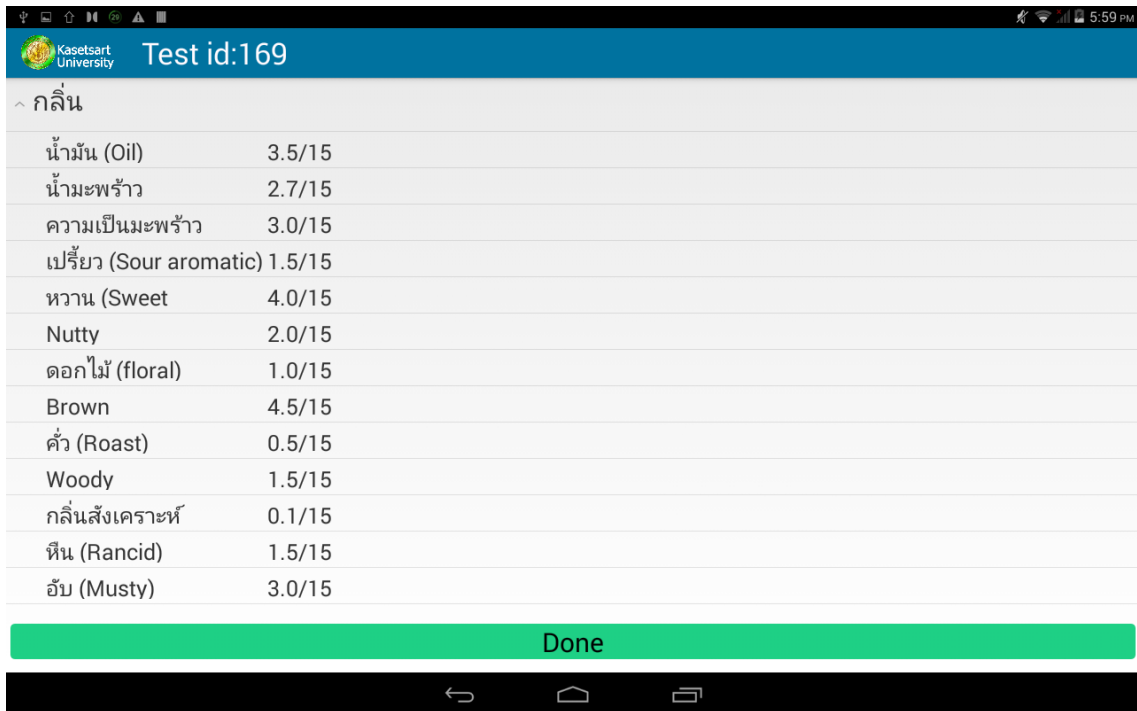 20 5:59 PM
Kasetsart University Test id:169
กลิ่น
น้ำมัน (Oil) 3.5/15
น้ำมะพร้าว 2.7/15
ความเป็นมะพร้าว 3.0/15
เปรี้ยว (Sour aromatic) 1.5/15
หวาน (Sweet 4.0/15
Nutty 2.0/15
ดอกไม้ (floral) 1.0/15
Brown 4.5/15
คั่ว (Roast) 0.5/15
Woody 1.5/15
กลิ่นสังเคราะห์ 0.1/15
หืน (Rancid) 1.5/15
อับ (Musty) 3.0/15
Done